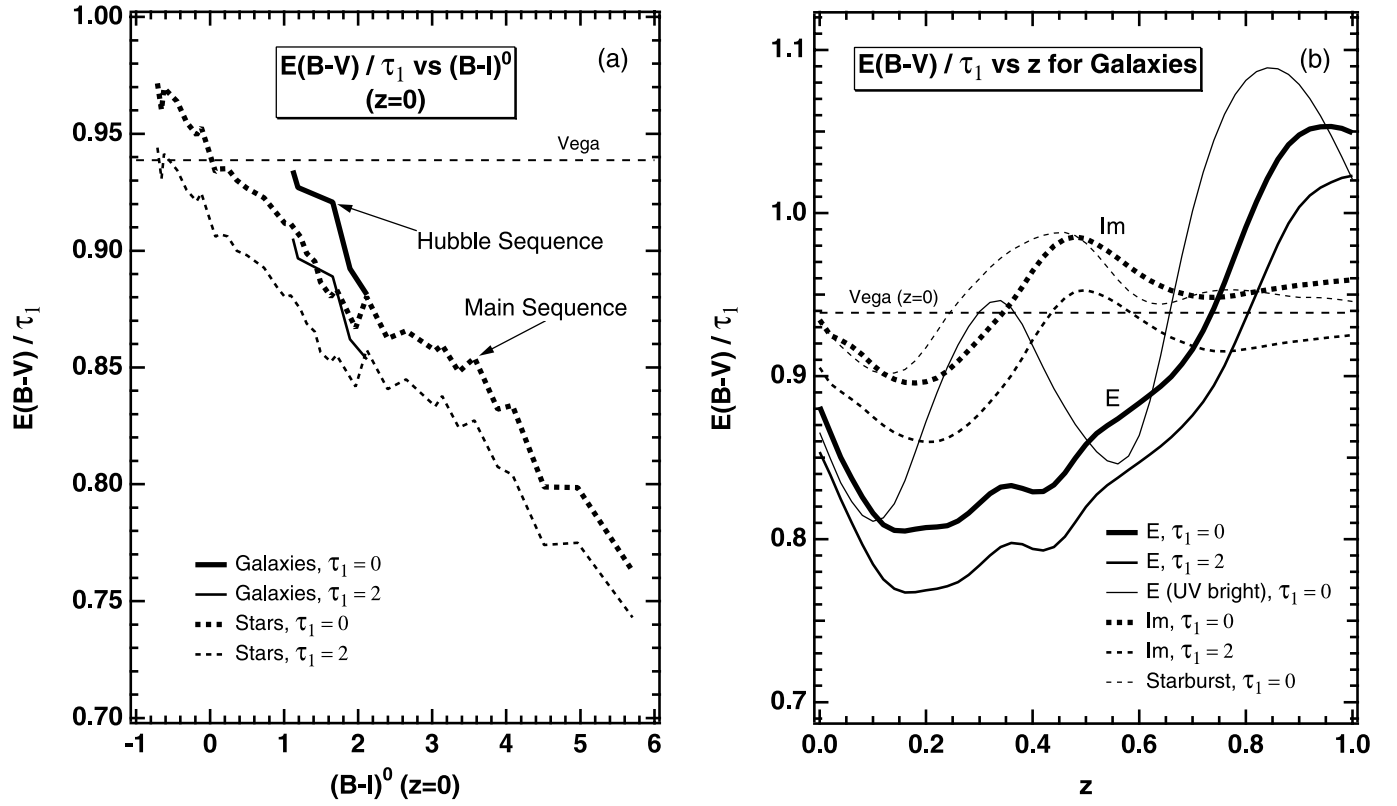 E(B-V) / τ₁ vs (B-I)⁰
(z=0)
(a)
Vega
Hubble Sequence
Main Sequence
Galaxies, τ₁ = 0
Galaxies, τ₁ = 2
Stars, τ₁ = 0
Stars, τ₁ = 2
E(B-V) / τ₁
1.00
0.95
0.90
0.85
0.80
0.75
0.70
-1 0 1 2 3 4 5 6
(B-I)⁰ (z=0)
E(B-V) / τ₁ vs z for Galaxies
(b)
Im
Vega (z=0)
E
E, τ₁ = 0
E, τ₁ = 2
E (UV bright), τ₁ = 0
Im, τ₁ = 0
Im, τ₁ = 2
Starburst, τ₁ = 0
E(B-V) / τ₁
1.1
1.0
0.9
0.8
0.7
0.0 0.2 0.4 0.6 0.8 1.0
z